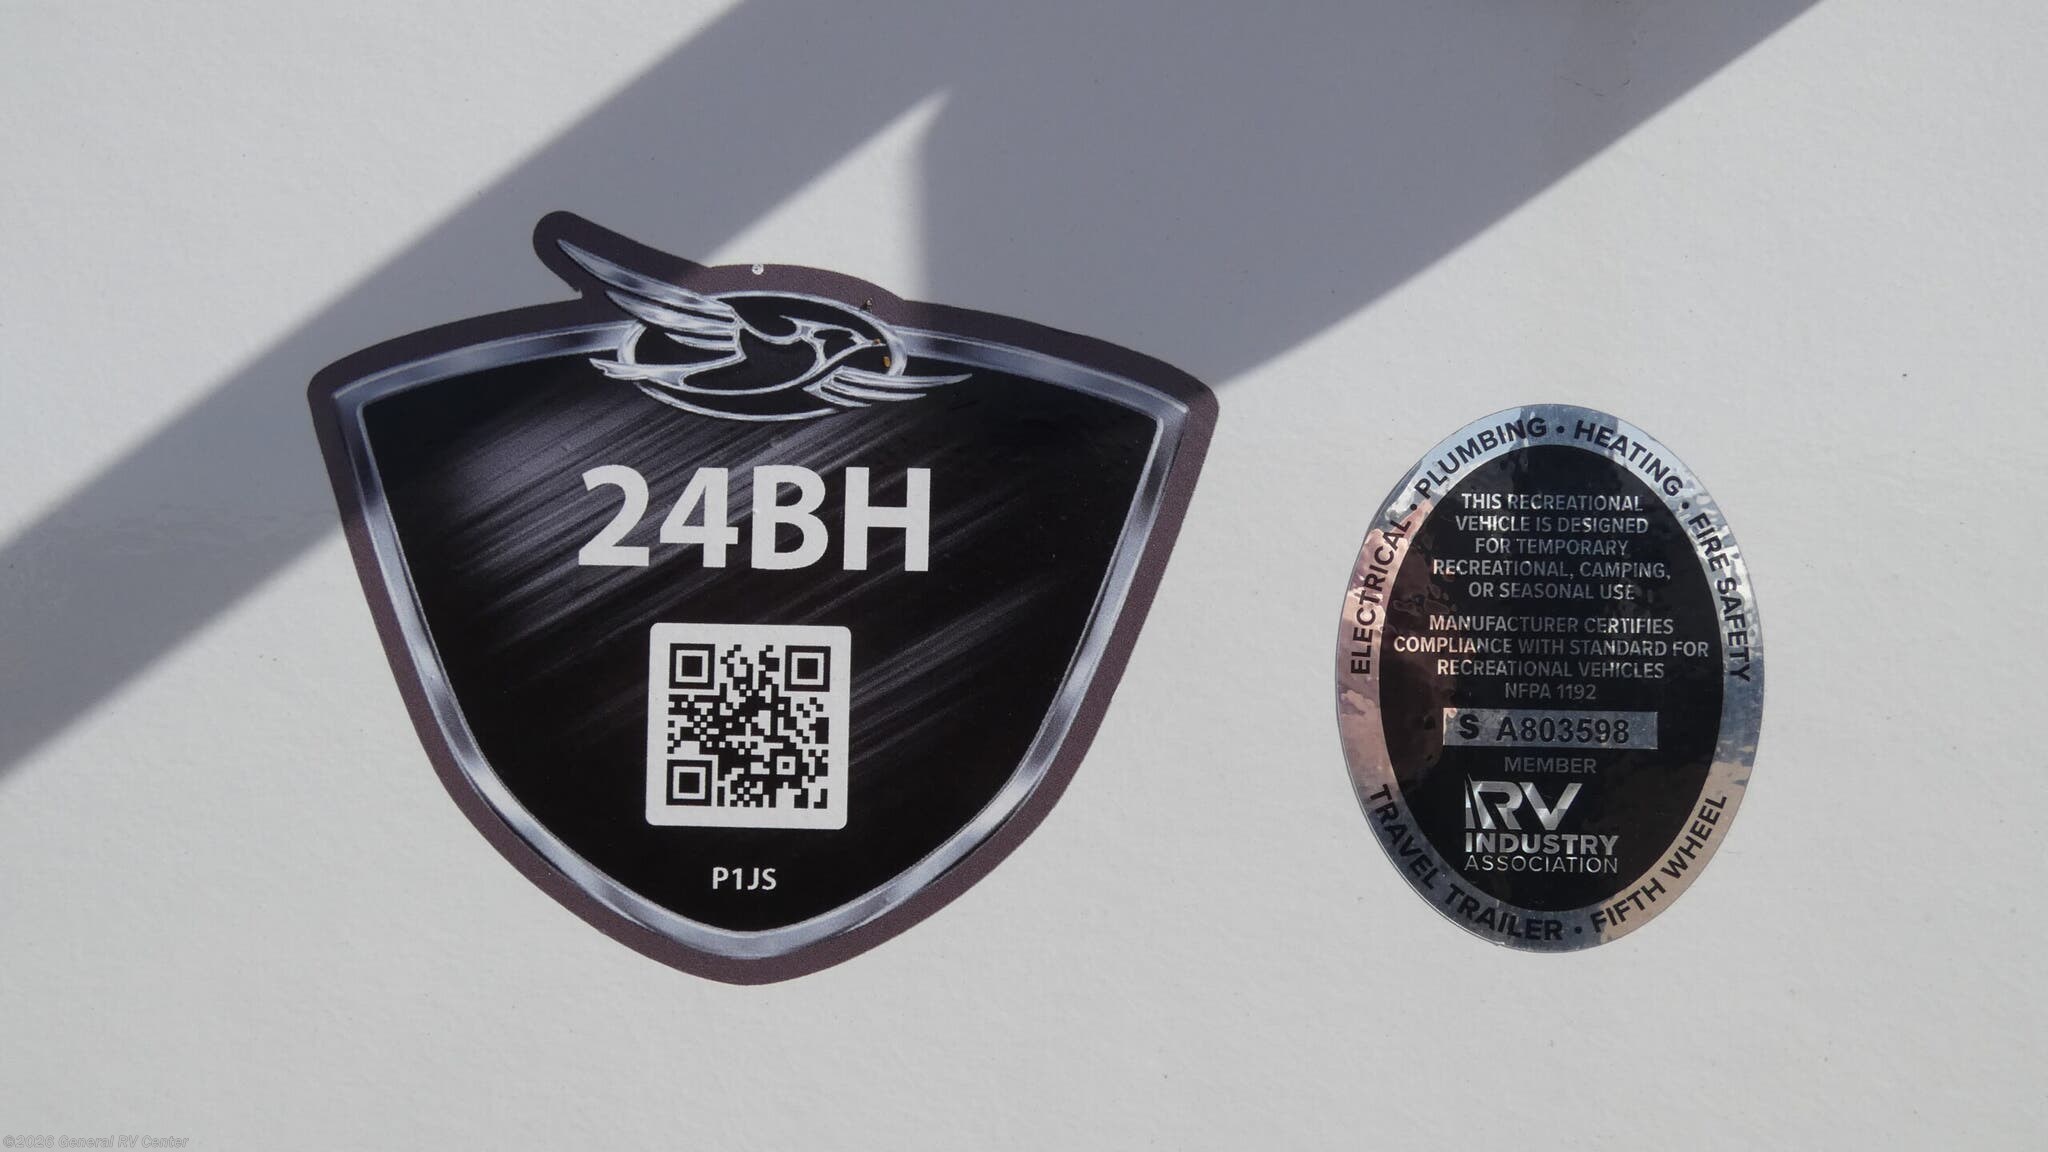 24BH
P1JS
ELECTRICAL • PLUMBING • HEATING • FIRE SAFETY
THIS RECREATIONAL
VEHICLE IS DESIGNED
FOR TEMPORARY
RECREATIONAL, CAMPING,
OR SEASONAL USE
MANUFACTURER CERTIFIES
COMPLIANCE WITH STANDARD FOR
RECREATIONAL VEHICLES
NFPA 1192
S A803598
MEMBER
RV
INDUSTRY
ASSOCIATION
TRAVEL TRAILER • FIFTH WHEEL
©2026 General RV Center